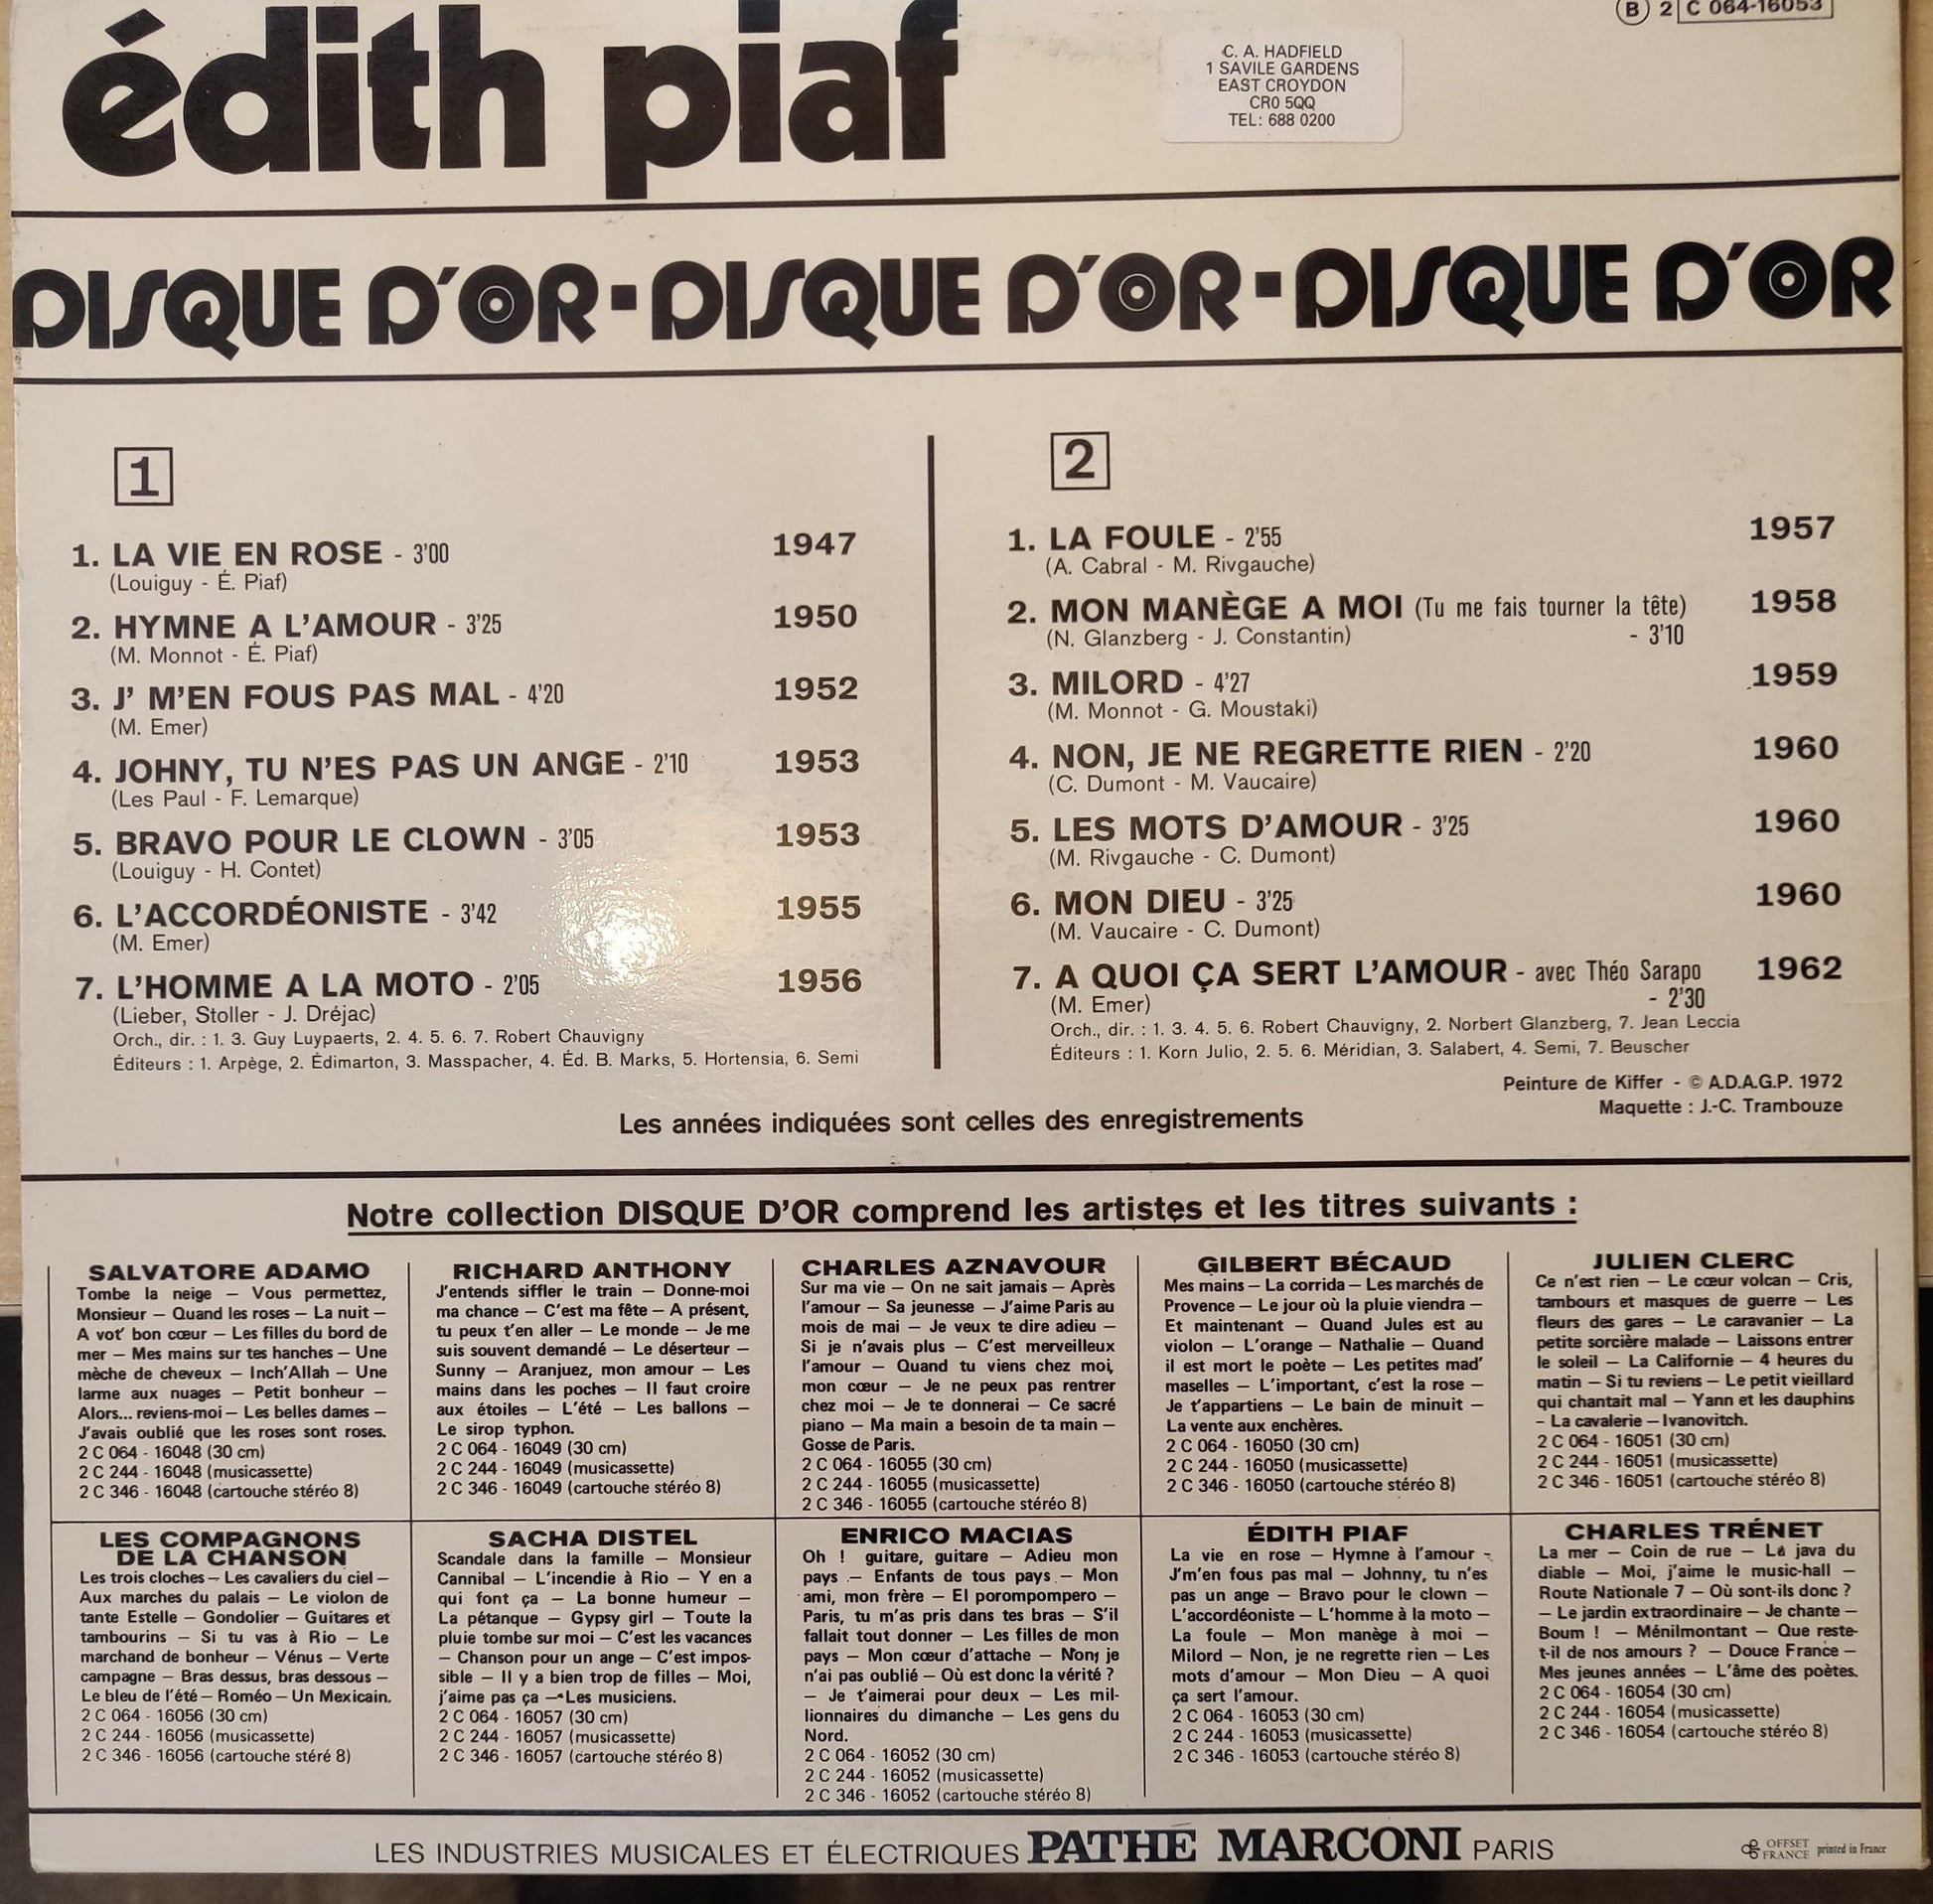 édith piaf
B 2 C 064-16053
C. A. HADFIELD
1 SAVILE GARDENS
EAST CROYDON
CR0 5QQ
TEL: 688 0200
DISQUE D'OR - DISQUE D'OR - DISQUE D'OR
1
1. LA VIE EN ROSE - 3'00 1947
(Louiguy - É. Piaf)
2. HYMNE A L'AMOUR - 3'25 1950
(M. Monnot - É. Piaf)
3. J' M'EN FOUS PAS MAL - 4'20 1952
(M. Emer)
4. JOHNY, TU N'ES PAS UN ANGE - 2'10 1953
(Les Paul - F. Lemarque)
5. BRAVO POUR LE CLOWN - 3'05 1953
(Louiguy - H. Contet)
6. L'ACCORDÉONISTE - 3'42 1955
(M. Emer)
7. L'HOMME A LA MOTO - 2'05 1956
(Lieber, Stoller - J. Dréjac)
Orch., dir. : 1. 3. Guy Luypaerts, 2. 4. 5. 6. 7. Robert Chauvigny
Éditeurs : 1. Arpège, 2. Édimarton, 3. Masspacher, 4. Éd. B. Marks, 5. Hortensia, 6. Semi
2
1. LA FOULE - 2'55 1957
(A. Cabral - M. Rivgauche)
2. MON MANÈGE A MOI (Tu me fais tourner la tête) 1958
(N. Glanzberg - J. Constantin) - 3'10
3. MILORD - 4'27 1959
(M. Monnot - G. Moustaki)
4. NON, JE NE REGRETTE RIEN - 2'20 1960
(C. Dumont - M. Vaucaire)
5. LES MOTS D'AMOUR - 3'25 1960
(M. Rivgauche - C. Dumont)
6. MON DIEU - 3'25 1960
(M. Vaucaire - C. Dumont)
7. A QUOI ÇA SERT L'AMOUR - avec Théo Sarapo 1962
(M. Emer) - 2'30
Orch., dir. : 1. 3. 4. 5. 6. Robert Chauvigny, 2. Norbert Glanzberg, 7. Jean Leccia
Éditeurs : 1. Korn Julio, 2. 5. 6. Méridian, 3. Salabert, 4. Semi, 7. Beuscher
Peinture de Kiffer - © A.D.A.G.P. 1972
Maquette : J.-C. Trambouze
Les années indiquées sont celles des enregistrements
Notre collection DISQUE D'OR comprend les artistes et les titres suivants :
SALVATORE ADAMO
Tombe la neige – Vous permettez,
Monsieur – Quand les roses – La nuit –
A vot' bon cœur – Les filles du bord de
mer – Mes mains sur tes hanches – Une
mèche de cheveux – Inch'Allah – Une
larme aux nuages – Petit bonheur –
Alors... reviens-moi – Les belles dames –
J'avais oublié que les roses sont roses.
2 C 064 - 16048 (30 cm)
2 C 244 - 16048 (musicassette)
2 C 346 - 16048 (cartouche stéréo 8)
RICHARD ANTHONY
J'entends siffler le train – Donne-moi
ma chance – C'est ma fête – A présent,
tu peux t'en aller – Le monde – Je me
suis souvent demandé – Le déserteur –
Sunny – Aranjuez, mon amour – Les
mains dans les poches – Il faut croire
aux étoiles – L'été – Les ballons –
Le sirop typhon.
2 C 064 - 16049 (30 cm)
2 C 244 - 16049 (musicassette)
2 C 346 - 16049 (cartouche stéréo 8)
CHARLES AZNAVOUR
Sur ma vie – On ne sait jamais – Après
l'amour – Sa jeunesse – J'aime Paris au
mois de mai – Je veux te dire adieu –
Si je n'avais plus – C'est merveilleux
l'amour – Quand tu viens chez moi,
mon cœur – Je ne peux pas rentrer
chez moi – Je te donnerai – Ce sacré
piano – Ma main a besoin de ta main –
Gosse de Paris.
2 C 064 - 16055 (30 cm)
2 C 244 - 16055 (musicassette)
2 C 346 - 16055 (cartouche stéréo 8)
GILBERT BÉCAUD
Mes mains – La corrida – Les marchés de
Provence – Le jour où la pluie viendra –
Et maintenant – Quand Jules est au
violon – L'orange – Nathalie – Quand
il est mort le poète – Les petites mad'
maselles – L'important, c'est la rose –
Je t'appartiens – Le bain de minuit –
La vente aux enchères.
2 C 064 - 16050 (30 cm)
2 C 244 - 16050 (musicassette)
2 C 346 - 16050 (cartouche stéréo 8)
JULIEN CLERC
Ce n'est rien – Le cœur volcan – Cris,
tambours et masques de guerre – Les
fleurs des gares – Le caravanier – La
petite sorcière malade – Laissons entrer
le soleil – La Californie – 4 heures du
matin – Si tu reviens – Le petit vieillard
qui chantait mal – Yann et les dauphins
– La cavalerie – Ivanovitch.
2 C 064 - 16051 (30 cm)
2 C 244 - 16051 (musicassette)
2 C 346 - 16051 (cartouche stéréo 8)
LES COMPAGNONS
DE LA CHANSON
Les trois cloches – Les cavaliers du ciel –
Aux marches du palais – Le violon de
tante Estelle – Gondolier – Guitares et
tambourins – Si tu vas à Rio – Le
marchand de bonheur – Vénus – Verte
campagne – Bras dessus, bras dessous –
Le bleu de l'été – Roméo – Un Mexicain.
2 C 064 - 16056 (30 cm)
2 C 244 - 16056 (musicassette)
2 C 346 - 16056 (cartouche stéré 8)
SACHA DISTEL
Scandale dans la famille – Monsieur
Cannibal – L'incendie à Rio – Y en a
qui font ça – La bonne humeur –
La pétanque – Gypsy girl – Toute la
pluie tombe sur moi – C'est les vacances
– Chanson pour un ange – C'est impos-
sible – Il y a bien trop de filles – Moi,
j'aime pas ça – Les musiciens.
2 C 064 - 16057 (30 cm)
2 C 244 - 16057 (musicassette)
2 C 346 - 16057 (cartouche stéréo 8)
ENRICO MACIAS
Oh ! guitare, guitare – Adieu mon
pays – Enfants de tous pays – Mon
ami, mon frère – El porompompero –
Paris, tu m'as pris dans tes bras – S'il
fallait tout donner – Les filles de mon
pays – Mon cœur d'attache – Non, je
n'ai pas oublié – Où est donc la vérité ?
– Je t'aimerai pour deux – Les mil-
lionnaires du dimanche – Les gens du
Nord.
2 C 064 - 16052 (30 cm)
2 C 244 - 16052 (musicassette)
2 C 346 - 16052 (cartouche stéréo 8)
ÉDITH PIAF
La vie en rose – Hymne à l'amour –
J'm'en fous pas mal – Johnny, tu n'es
pas un ange – Bravo pour le clown –
L'accordéoniste – L'homme à la moto –
La foule – Mon manège à moi –
Milord – Non, je ne regrette rien – Les
mots d'amour – Mon Dieu – A quoi
ça sert l'amour.
2 C 064 - 16053 (30 cm)
2 C 244 - 16053 (musicassette)
2 C 346 - 16053 (cartouche stéréo 8)
CHARLES TRÉNET
La mer – Coin de rue – La java du
diable – Moi, j'aime le music-hall –
Route Nationale 7 – Où sont-ils donc ?
– Le jardin extraordinaire – Je chante –
Boum ! – Ménilmontant – Que reste-
t-il de nos amours ? – Douce France –
Mes jeunes années – L'âme des poètes.
2 C 064 - 16054 (30 cm)
2 C 244 - 16054 (musicassette)
2 C 346 - 16054 (cartouche stéréo 8)
LES INDUSTRIES MUSICALES ET ÉLECTRIQUES PATHÉ MARCONI PARIS
OFFSET
FRANCE printed in France